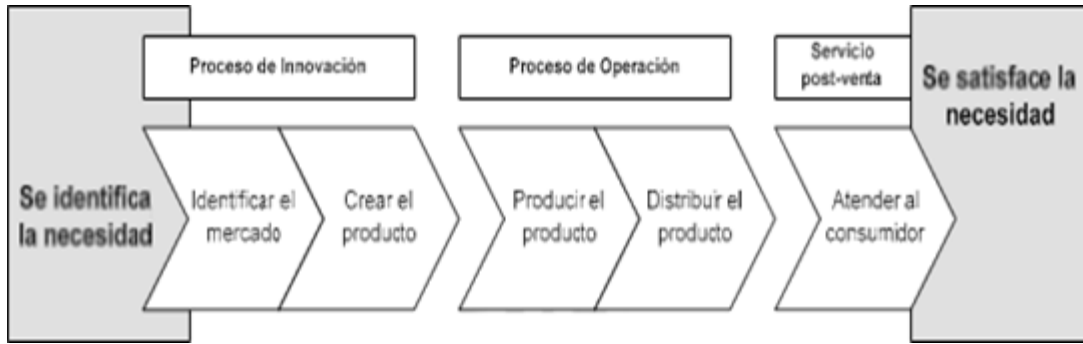 Proceso de Innovación
Proceso de Operación
Servicio
post-venta
Se satisface la
necesidad
Se identifica
la necesidad
Identificar el
mercado
Crear el
producto
Producir el
producto
Distribuir el
producto
Atender al
consumidor